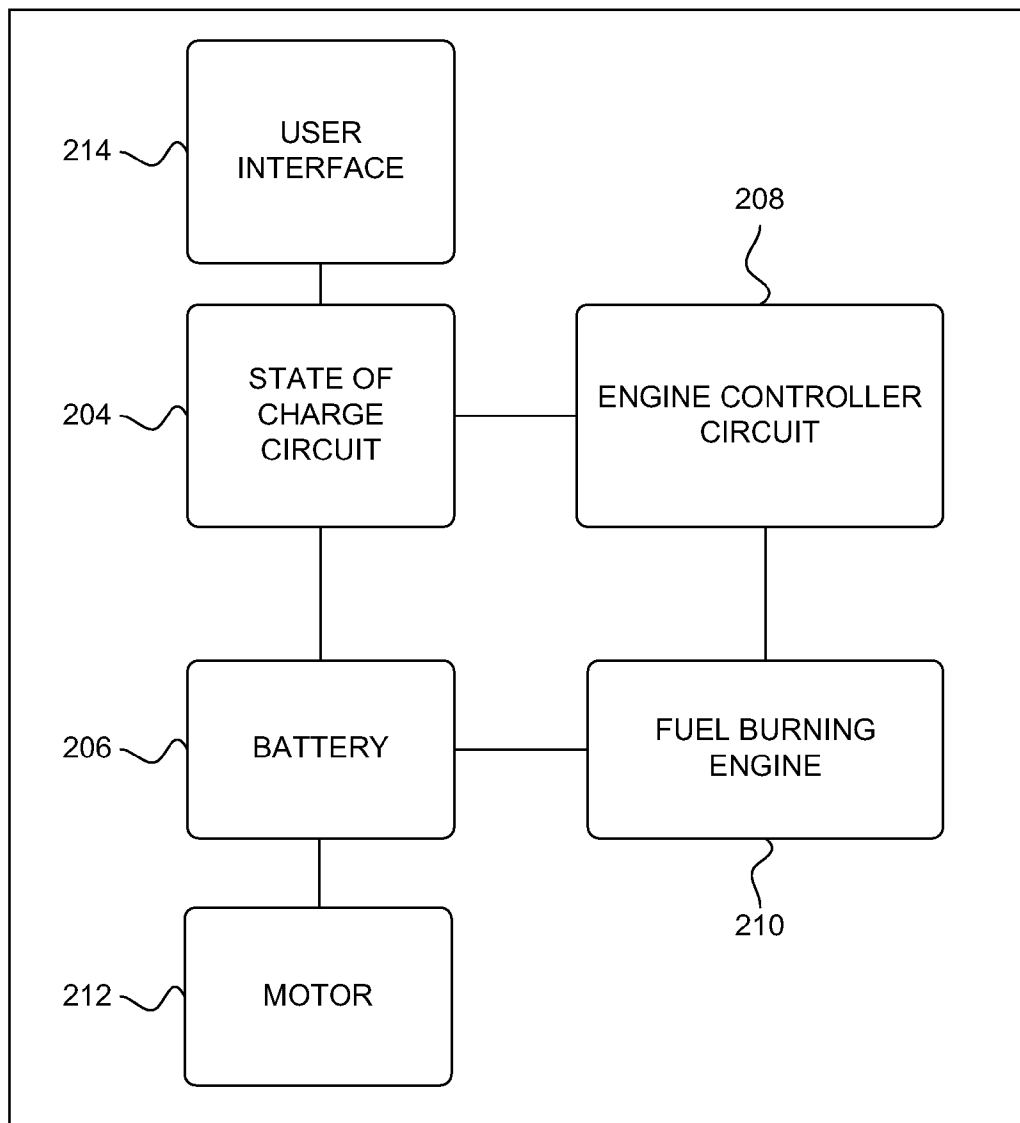 USER
INTERFACE
214
208
STATE OF
CHARGE
CIRCUIT
204
ENGINE CONTROLLER
CIRCUIT
BATTERY
206
FUEL BURNING
ENGINE
210
MOTOR
212